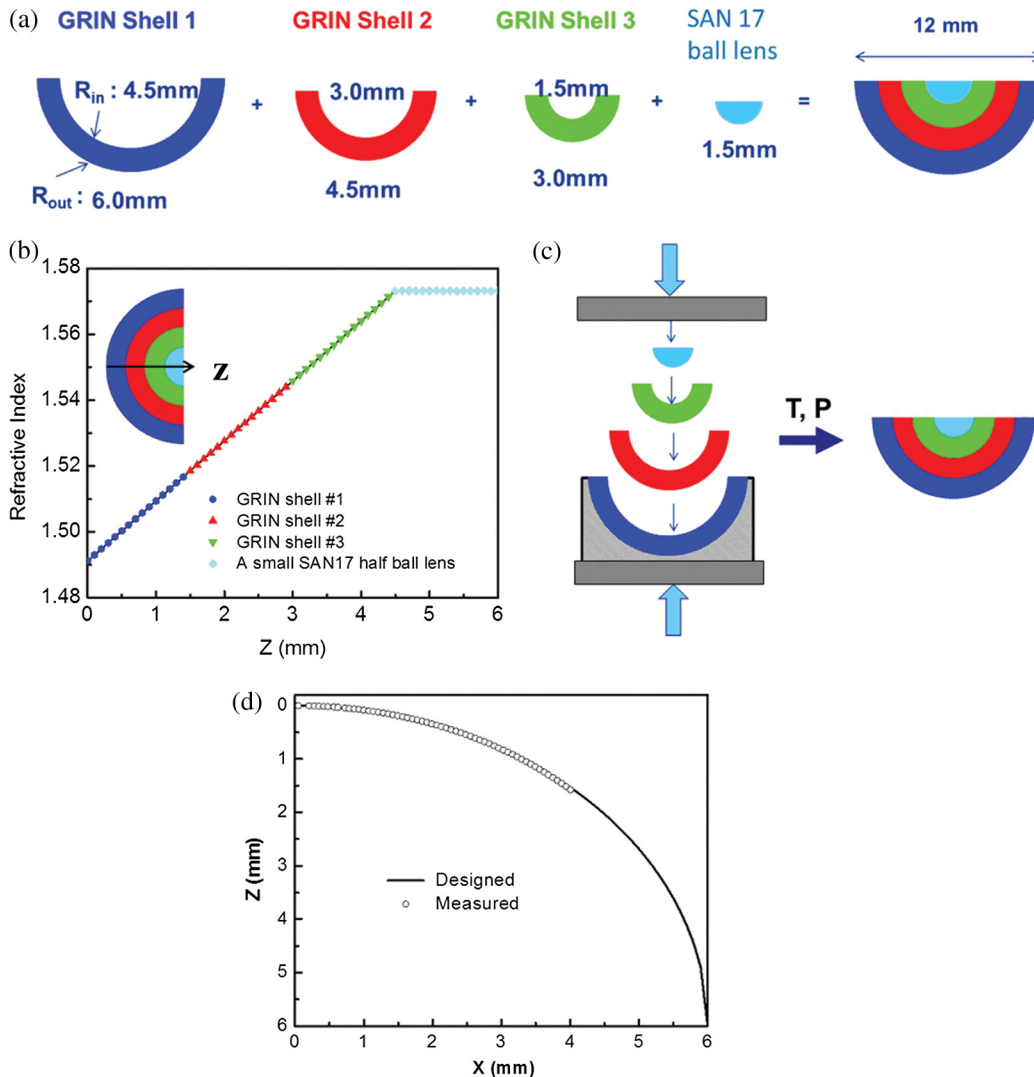 (a)
GRIN Shell 1
GRIN Shell 2
GRIN Shell 3
SAN 17
ball lens
12 mm
Rin : 4.5mm
3.0mm
1.5mm
+
+
+
=
Rout : 6.0mm
4.5mm
3.0mm
1.5mm
(b)
1.58
1.56
1.54
1.52
1.50
1.48
Refractive Index
z
GRIN shell #1
GRIN shell #2
GRIN shell #3
A small SAN17 half ball lens
0 1 2 3 4 5 6
Z (mm)
(c)
T, P
(d)
0
1
2
3
4
5
6
Z (mm)
Designed
Measured
0 1 2 3 4 5 6
X (mm)